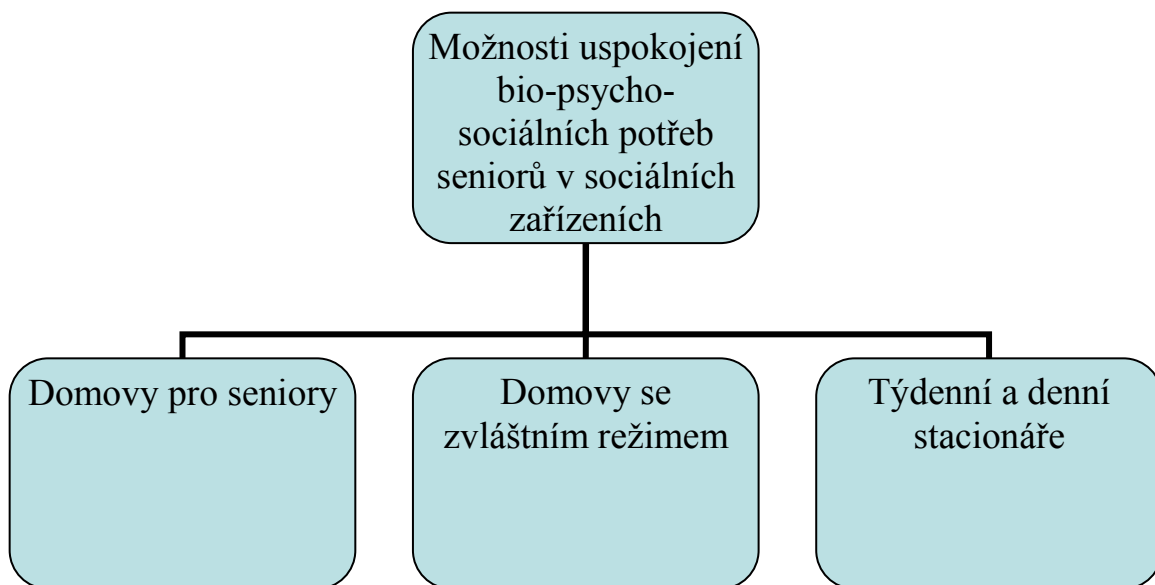 Možnosti uspokojení
bio-psycho-
sociálních potřeb
seniorů v sociálních
zařízeních
Domovy pro seniory
Domovy se
zvláštním režimem
Týdenní a denní
stacionáře